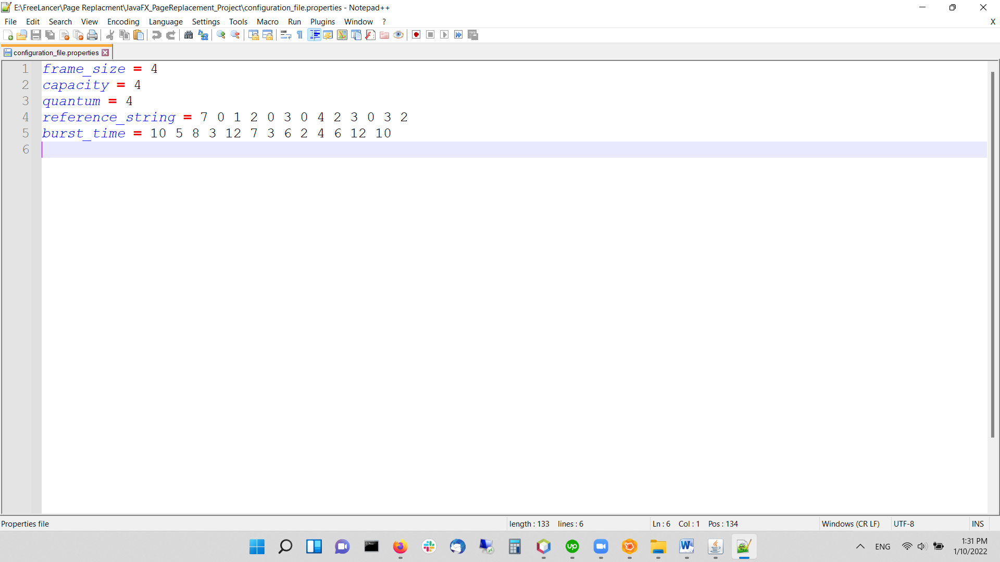 E:\FreeLancer\Page Replacment\JavaFX_PageReplacement_Project\configuration_file.properties - Notepad++
File Edit Search View Encoding Language Settings Tools Macro Run Plugins Window ? X
configuration_file.properties
1 frame_size = 4
2 capacity = 4
3 quantum = 4
4 reference_string = 7 0 1 2 0 3 0 4 2 3 0 3 2
5 burst_time = 10 5 8 3 12 7 3 6 2 4 6 12 10
6
Properties file length : 133 lines : 6 Ln : 6 Col : 1 Pos : 134 Windows (CR LF) UTF-8 INS
ENG 1:31 PM
1/10/2022